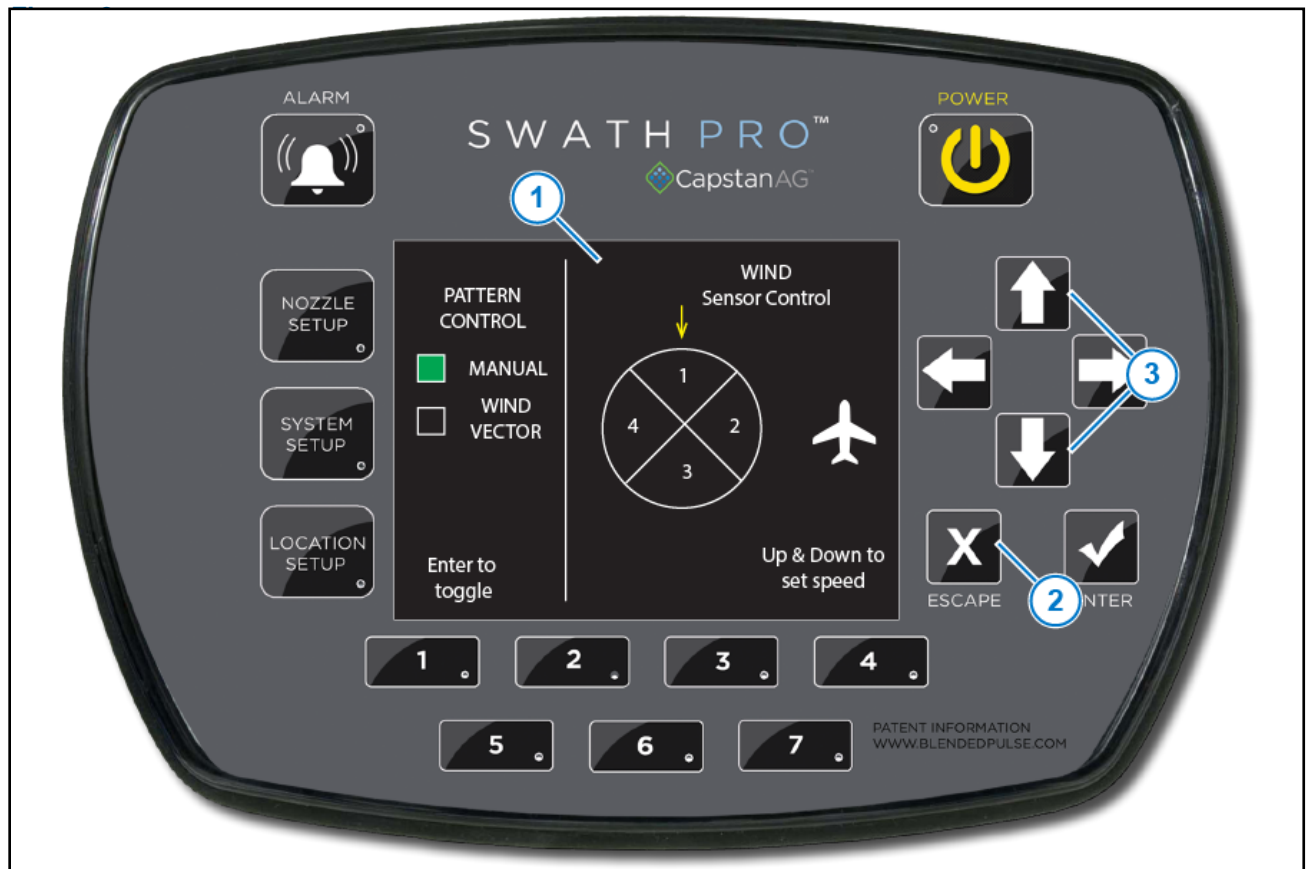 ALARM
POWER
SWATH PRO™
CapstanAG™
1
NOZZLE
SETUP
SYSTEM
SETUP
LOCATION
SETUP
PATTERN
CONTROL
MANUAL
WIND
VECTOR
Enter to
toggle
WIND
Sensor Control
1
4 2
3
Up & Down to
set speed
3
X
ESCAPE
2
1 2 3 4
5 6 7
PATENT INFORMATION
WWW.BLENDEDPULSE.COM